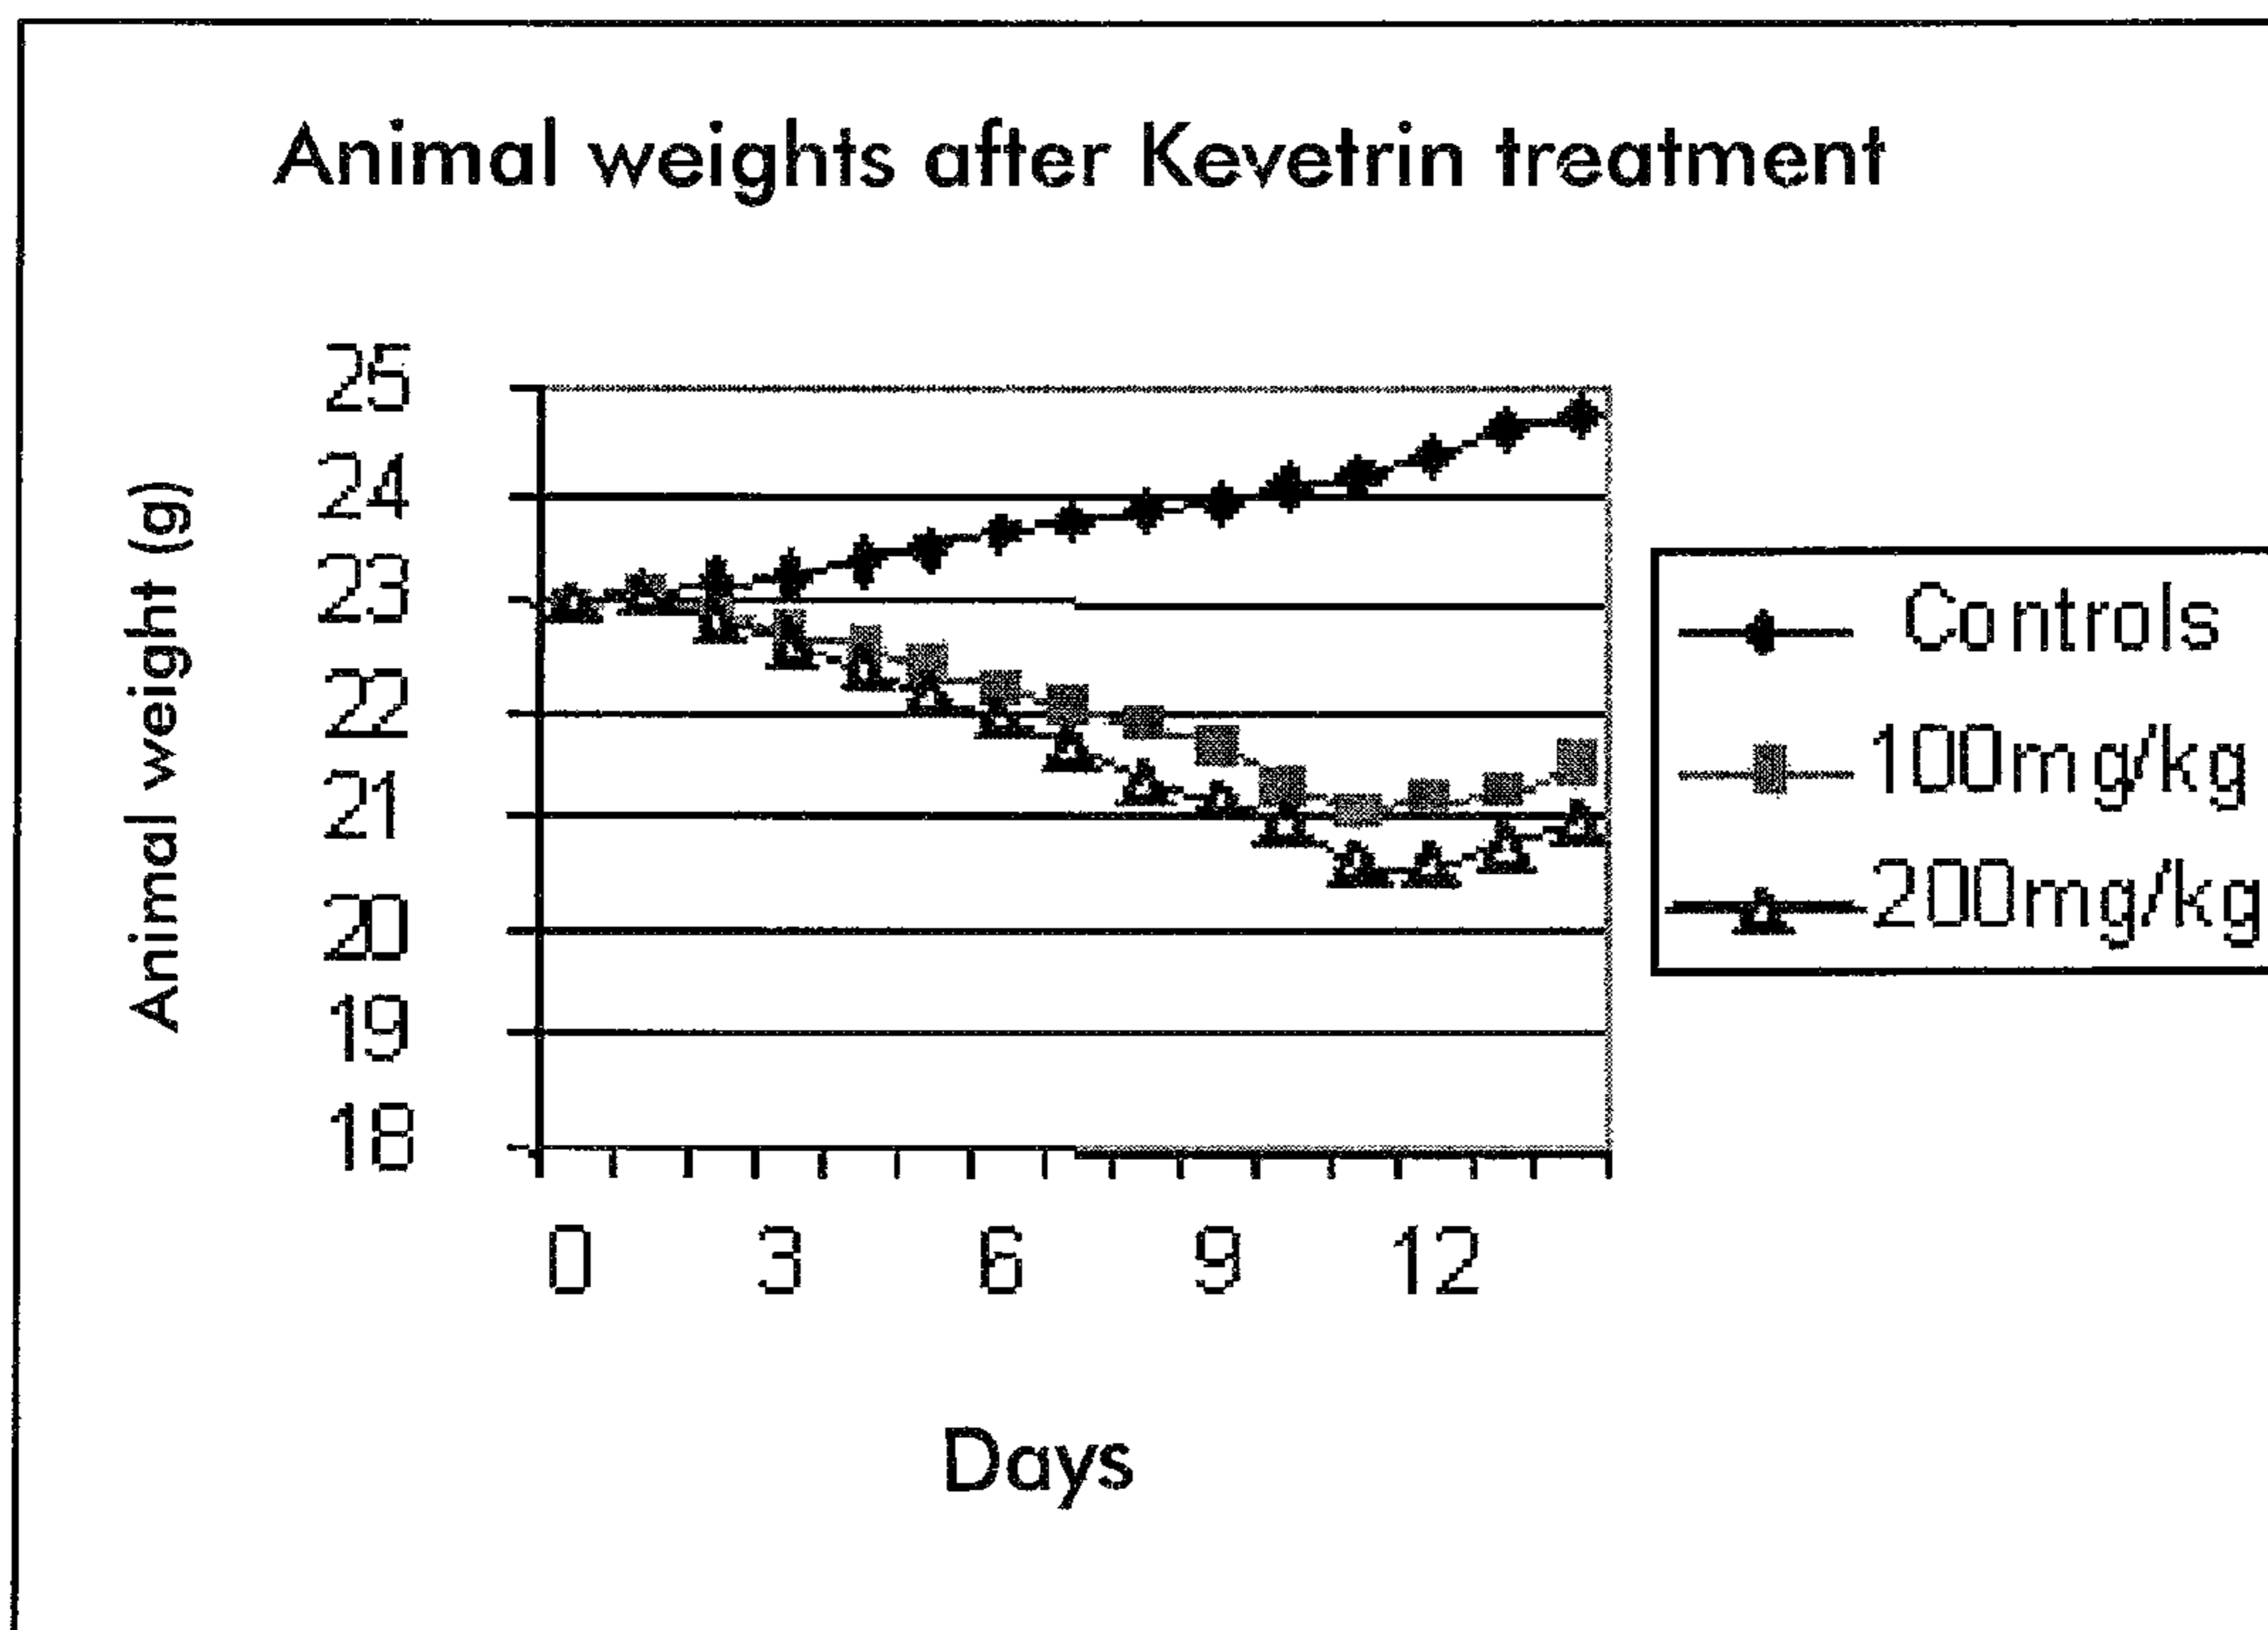 Animal weights after Kevetrin treatment
Animal weight (g)
25
24
23
22
21
20
19
18
0 3 6 9 12
Days
Controls
100mg/kg
200mg/kg